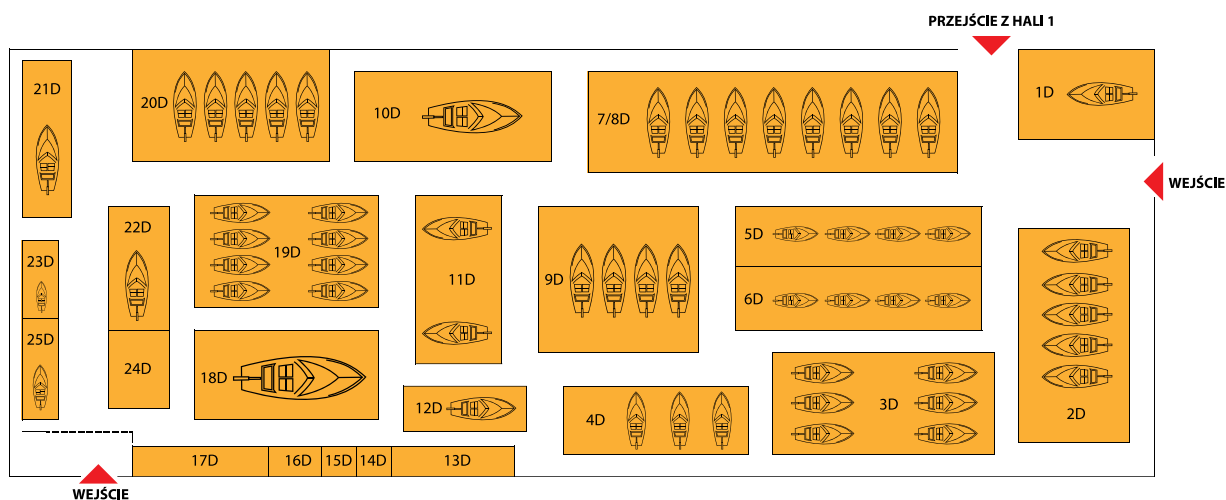 PRZEJŚCIE Z HALI 1
21D
20D
10D
7/8D
1D
WEJŚCIE
22D
19D
11D
9D
5D
6D
23D
25D
24D
18D
12D
4D
3D
2D
17D
16D
15D
14D
13D
WEJŚCIE